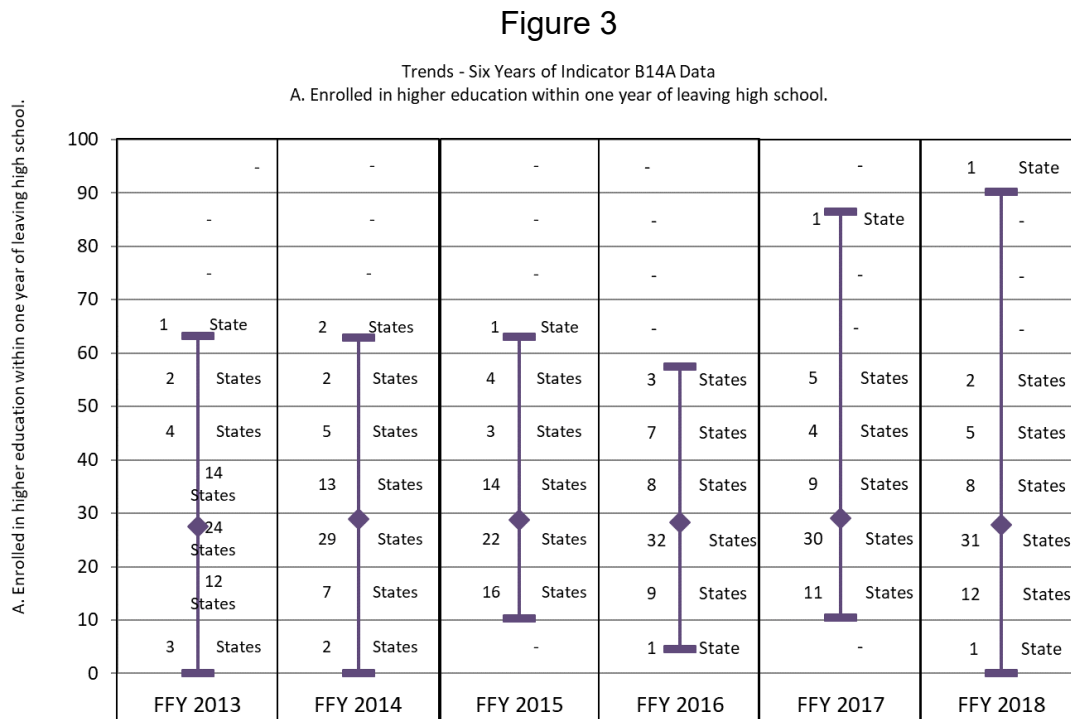 Figure 3
Trends - Six Years of Indicator B14A Data
A. Enrolled in higher education within one year of leaving high school.
A. Enrolled in higher education within one year of leaving high school.
100
- - - - - 1 State
90
- - - - 1 State -
80
- - - - - -
70
1 State 2 States 1 State - - -
60
2 States 2 States 4 States 3 States 5 States 2 States
50
4 States 5 States 3 States 7 States 4 States 5 States
40
14 States 13 States 14 States 8 States 9 States 8 States
30
24 States 29 States 22 States 32 States 30 States 31 States
20
12 States 7 States 16 States 9 States 11 States 12 States
10
3 States 2 States - 1 State - 1 State
0
FFY 2013 FFY 2014 FFY 2015 FFY 2016 FFY 2017 FFY 2018